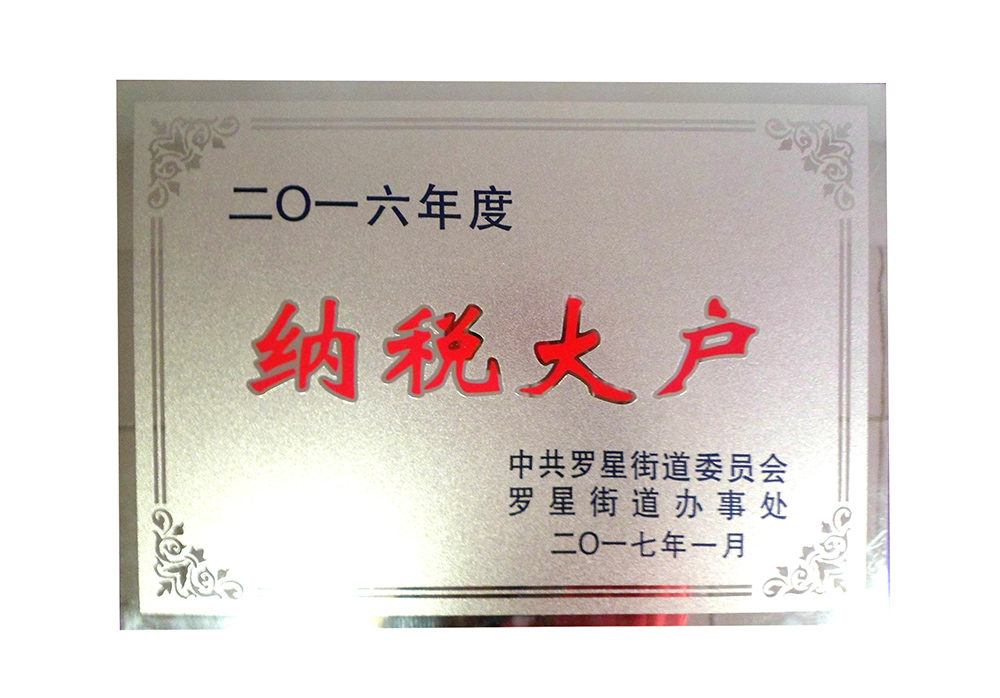 二〇一六年度
纳税大户
中共罗星街道委员会
罗星街道办事处
二〇一七年一月